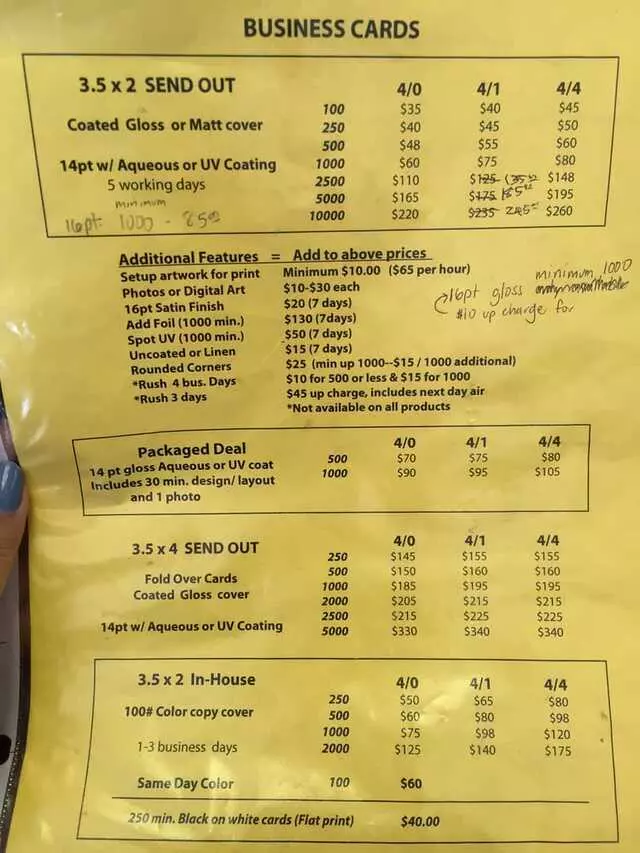 BUSINESS CARDS
3.5 x 2 SEND OUT 4/0 4/1 4/4
100 $35 $40 $45
Coated Gloss or Matt cover 250 $40 $45 $50
500 $48 $55 $60
14pt w/ Aqueous or UV Coating 1000 $60 $75 $80
5 working days 2500 $110 $125 135.00 $148
minimum 5000 $165 $175 185.00 $195
16pt: 1000 - 85.00 10000 $220 $235 245.00 $260
Additional Features = Add to above prices
Setup artwork for print Minimum $10.00 ($65 per hour)
Photos or Digital Art $10-$30 each
16pt Satin Finish $20 (7 days)
Add Foil (1000 min.) $130 (7days)
Spot UV (1000 min.) $50 (7 days)
Uncoated or Linen $15 (7 days)
Rounded Corners $25 (min up 1000--$15 / 1000 additional)
*Rush 4 bus. Days $10 for 500 or less & $15 for 1000
*Rush 3 days $45 up charge, includes next day air
*Not available on all products
minimum 1000
16pt gloss
$10 up charge for
Packaged Deal 4/0 4/1 4/4
14 pt gloss Aqueous or UV coat 500 $70 $75 $80
Includes 30 min. design/ layout 1000 $90 $95 $105
and 1 photo
3.5 x 4 SEND OUT 4/0 4/1 4/4
250 $145 $155 $155
Fold Over Cards 500 $150 $160 $160
Coated Gloss cover 1000 $185 $195 $195
2000 $205 $215 $215
14pt w/ Aqueous or UV Coating 2500 $215 $225 $225
5000 $330 $340 $340
3.5 x 2 In-House 4/0 4/1 4/4
250 $50 $65 $80
100# Color copy cover 500 $60 $80 $98
1000 $75 $98 $120
1-3 business days 2000 $125 $140 $175
Same Day Color 100 $60
250 min. Black on white cards (Flat print) $40.00